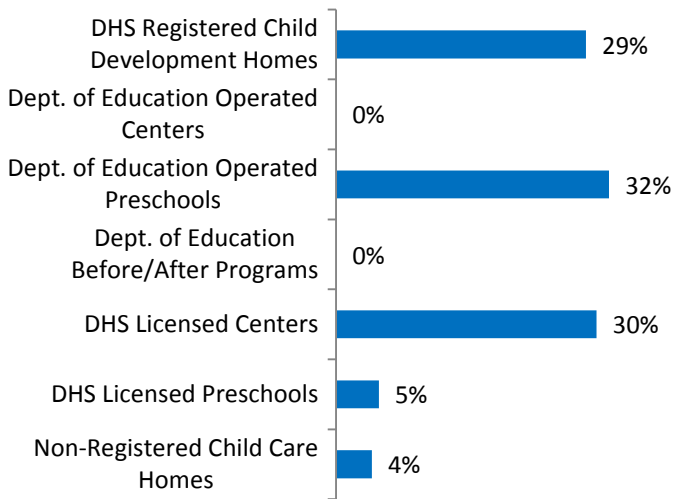 DHS Registered Child
Development Homes
29%
Dept. of Education Operated
Centers
0%
Dept. of Education Operated
Preschools
32%
Dept. of Education
Before/After Programs
0%
DHS Licensed Centers
30%
DHS Licensed Preschools
5%
Non-Registered Child Care
Homes
4%